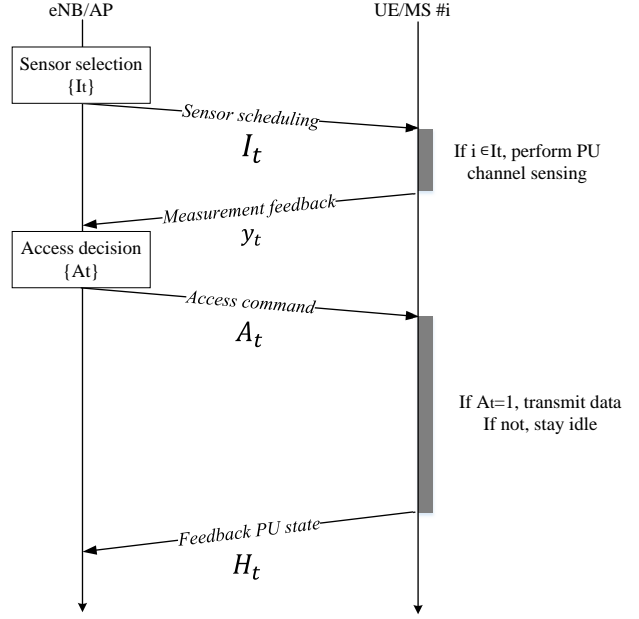 eNB/AP
UE/MS #i
Sensor selection
{It}
Sensor scheduling
I_t
If i∈It, perform PU
channel sensing
Measurement feedback
y_t
Access decision
{At}
Access command
A_t
If At=1, transmit data
If not, stay idle
Feedback PU state
H_t